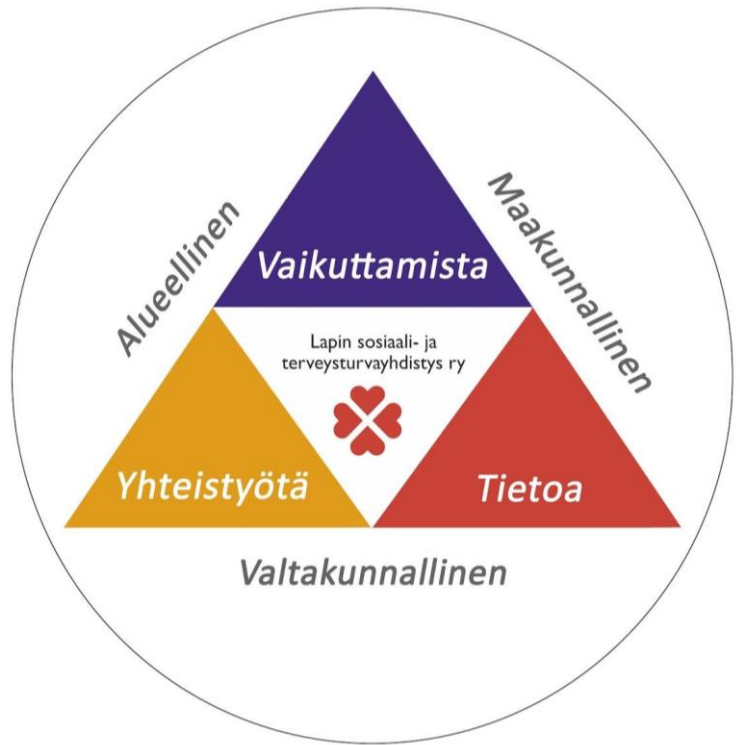 Alueellinen
Maakunnallinen
Vaikuttamista
Lapin sosiaali- ja
terveysturvayhdistys ry
Yhteistyötä
Tietoa
Valtakunnallinen